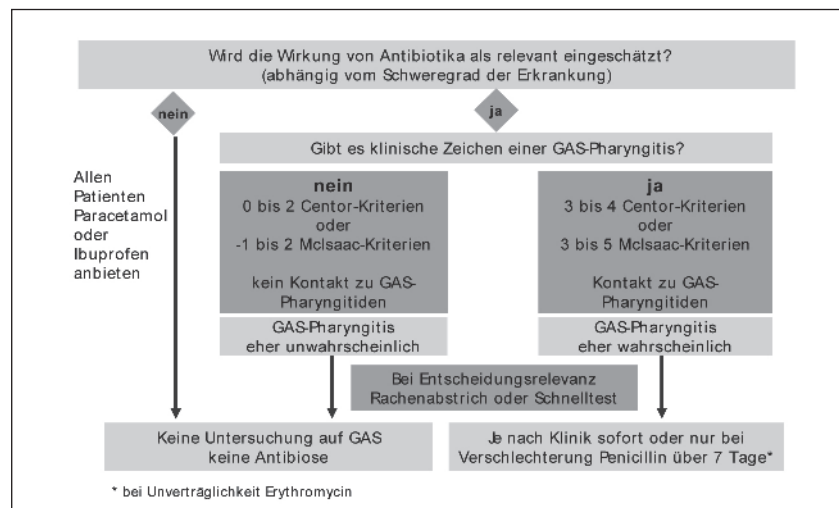 Wird die Wirkung von Antibiotika als relevant eingeschätzt?
(abhängig vom Schweregrad der Erkrankung)
nein
ja
Gibt es klinische Zeichen einer GAS-Pharyngitis?
Allen
Patienten
Paracetamol
oder
Ibuprofen
anbieten
nein
0 bis 2 Centor-Kriterien
oder
-1 bis 2 McIsaac-Kriterien
kein Kontakt zu GAS-
Pharyngitiden
ja
3 bis 4 Centor-Kriterien
oder
3 bis 5 McIsaac-Kriterien
Kontakt zu GAS-
Pharyngitiden
GAS-Pharyngitis
eher unwahrscheinlich
GAS-Pharyngitis
eher wahrscheinlich
Bei Entscheidungsrelevanz
Rachenabstrich oder Schnelltest
Keine Untersuchung auf GAS
keine Antibiose
Je nach Klinik sofort oder nur bei
Verschlechterung Penicillin über 7 Tage*
* bei Unverträglichkeit Erythromycin